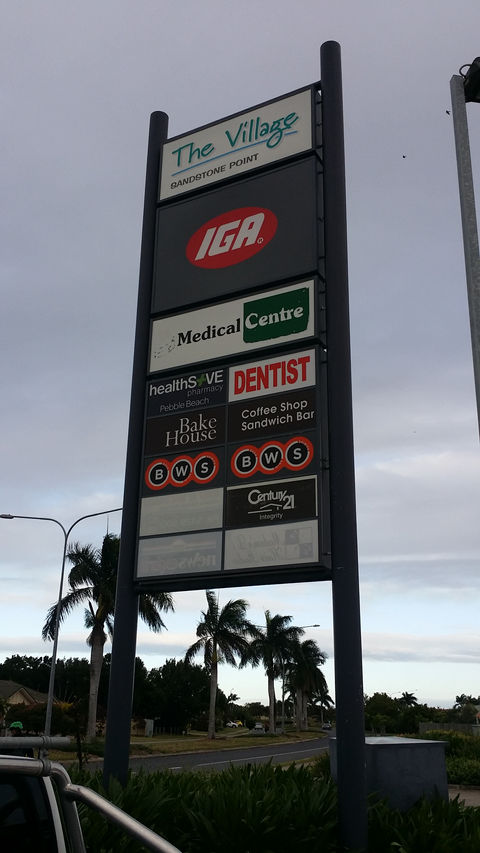 The Village
SANDSTONE POINT
IGA
Medical Centre
healthSAVE
pharmacy
Pebble Beach
DENTIST
Bake
House
Coffee Shop
Sandwich Bar
BWS
BWS
Century 21
Integrity